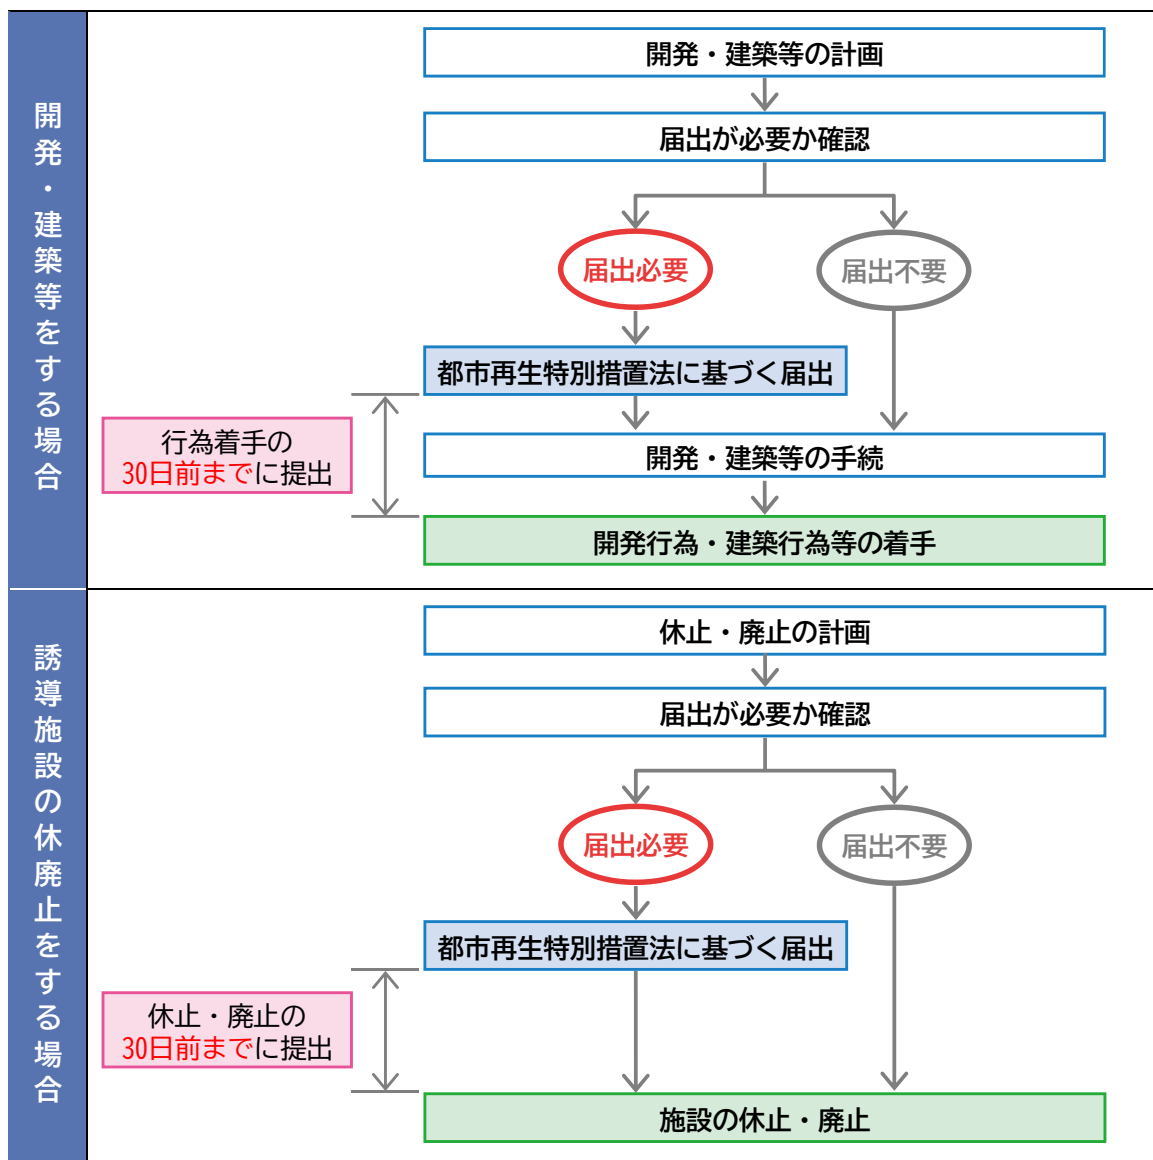 開発・建築等をする場合
開発・建築等の計画
届出が必要か確認
届出必要
届出不要
都市再生特別措置法に基づく届出
行為着手の
30日前までに提出
開発・建築等の手続
開発行為・建築行為等の着手
誘導施設の休廃止をする場合
休止・廃止の計画
届出が必要か確認
届出必要
届出不要
都市再生特別措置法に基づく届出
休止・廃止の
30日前までに提出
施設の休止・廃止